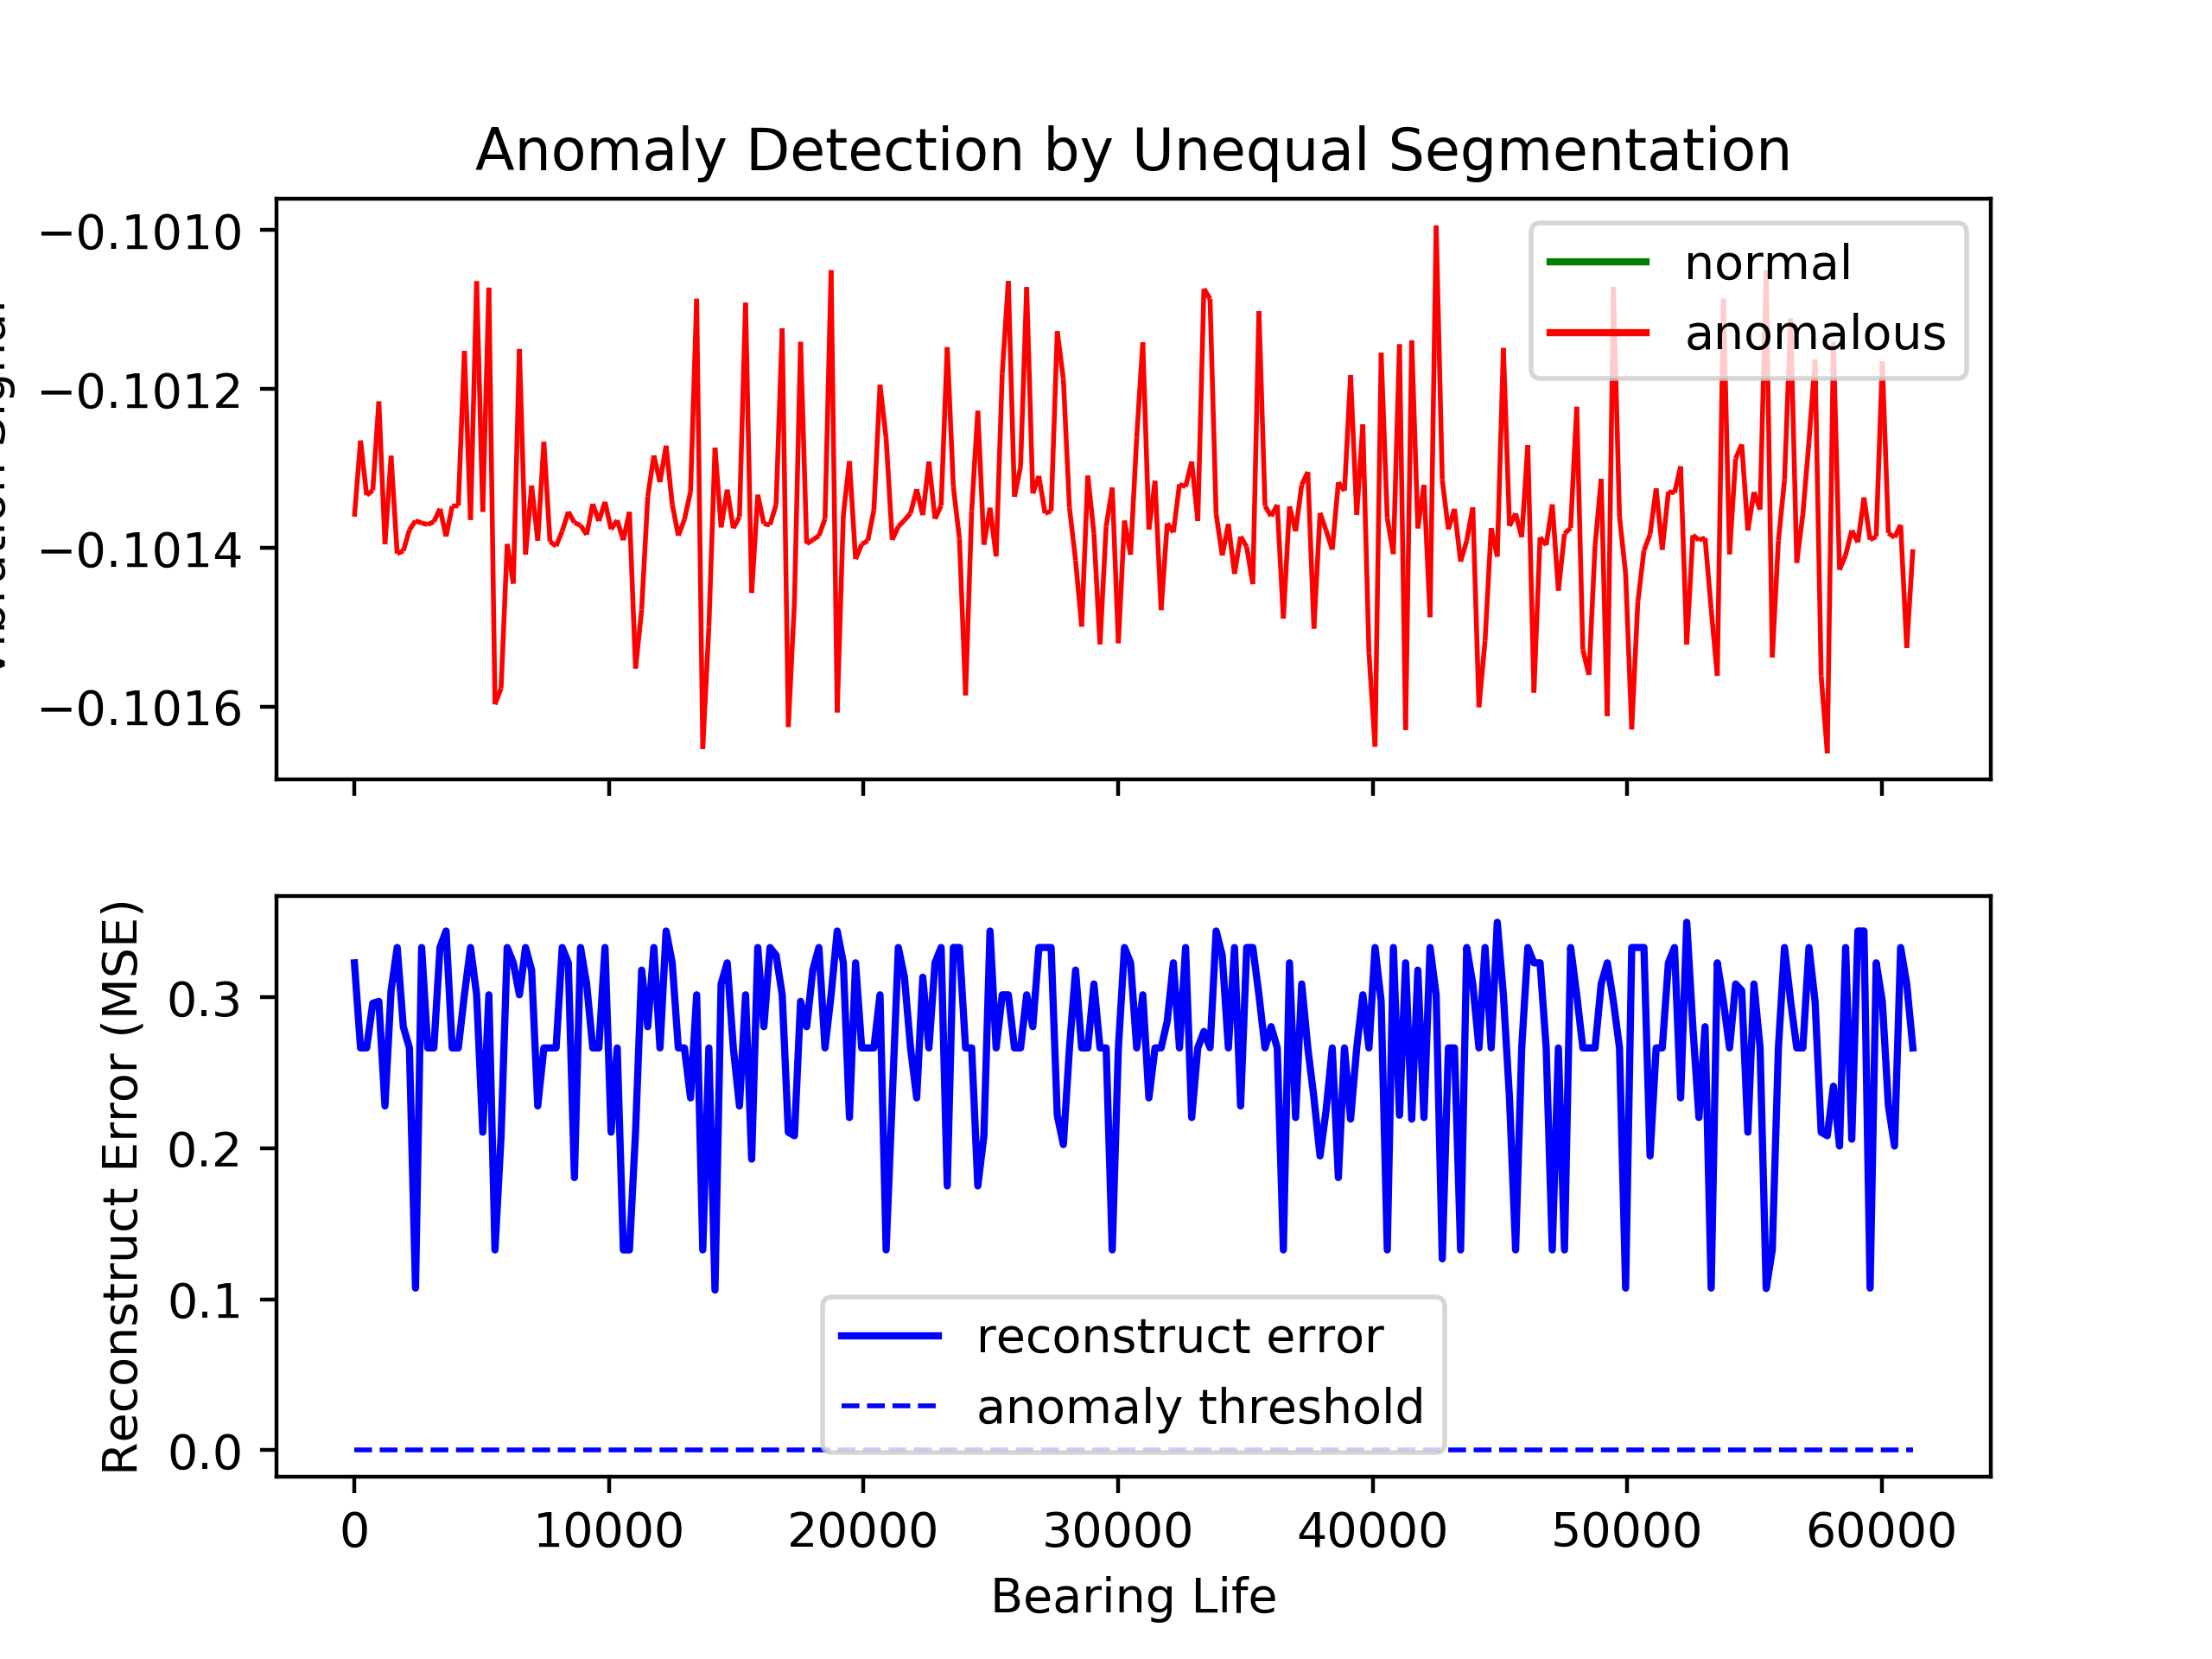 Anomaly Detection by Unequal Segmentation
−0.1010
−0.1012
−0.1014
−0.1016
normal
anomalous
Reconstruct Error (MSE)
0.3
0.2
0.1
0.0
reconstruct error
anomaly threshold
0 10000 20000 30000 40000 50000 60000
Bearing Life